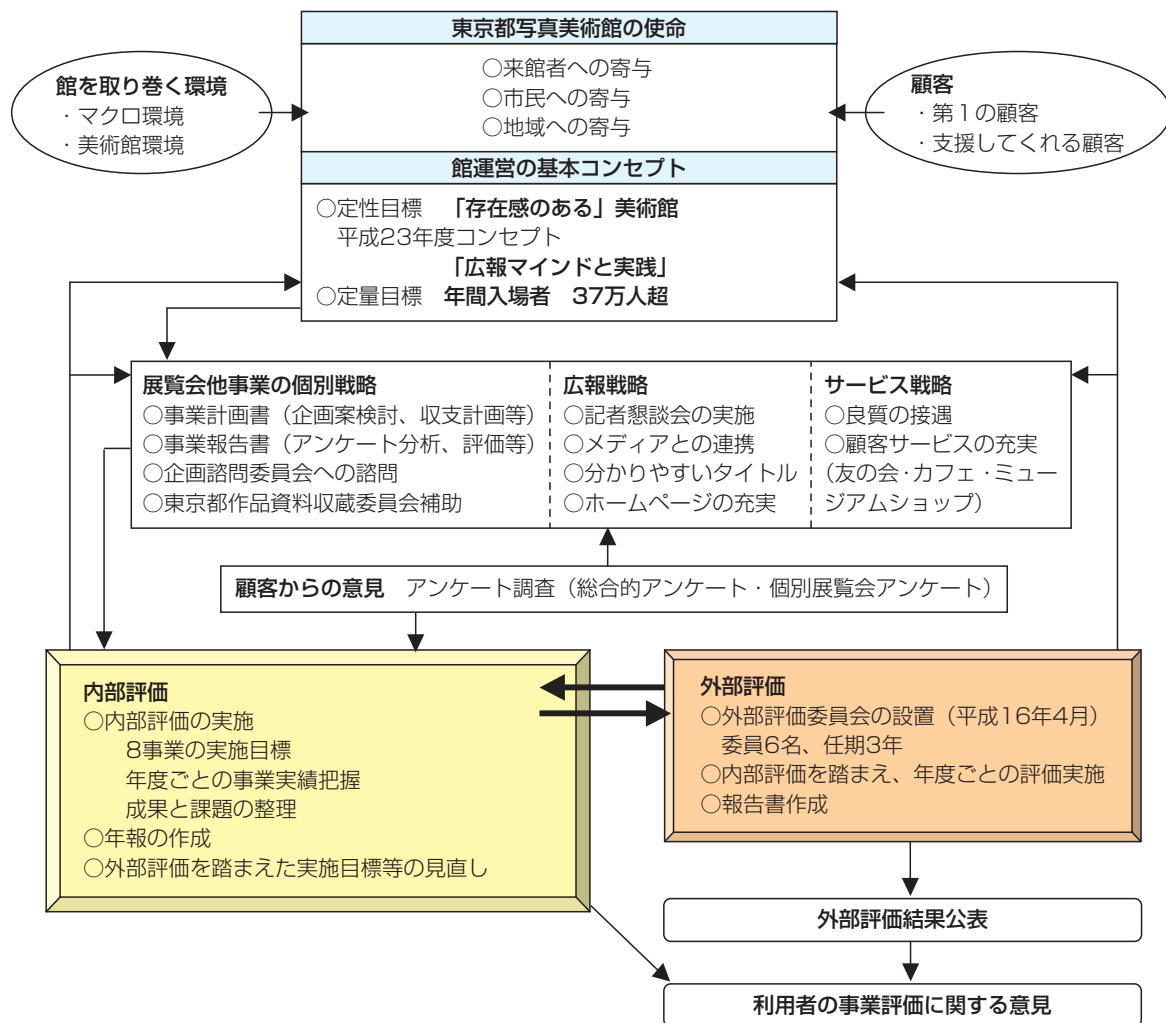 東京都写真美術館の使命
○来館者への寄与
○市民への寄与
○地域への寄与
館を取り巻く環境
・マクロ環境
・美術館環境
顧客
・第1の顧客
・支援してくれる顧客
館運営の基本コンセプト
○定性目標　「存在感のある」美術館
平成23年度コンセプト
「広報マインドと実践」
○定量目標　年間入場者　37万人超
展覧会他事業の個別戦略
○事業計画書（企画案検討、収支計画等）
○事業報告書（アンケート分析、評価等）
○企画諮問委員会への諮問
○東京都作品資料収蔵委員会補助
広報戦略
○記者懇談会の実施
○メディアとの連携
○分かりやすいタイトル
○ホームページの充実
サービス戦略
○良質の接遇
○顧客サービスの充実
（友の会・カフェ・ミュー
ジアムショップ）
顧客からの意見　アンケート調査（総合的アンケート・個別展覧会アンケート）
内部評価
○内部評価の実施
8事業の実施目標
年度ごとの事業実績把握
成果と課題の整理
○年報の作成
○外部評価を踏まえた実施目標等の見直し
外部評価
○外部評価委員会の設置（平成16年4月）
委員6名、任期3年
○内部評価を踏まえ、年度ごとの評価実施
○報告書作成
外部評価結果公表
利用者の事業評価に関する意見